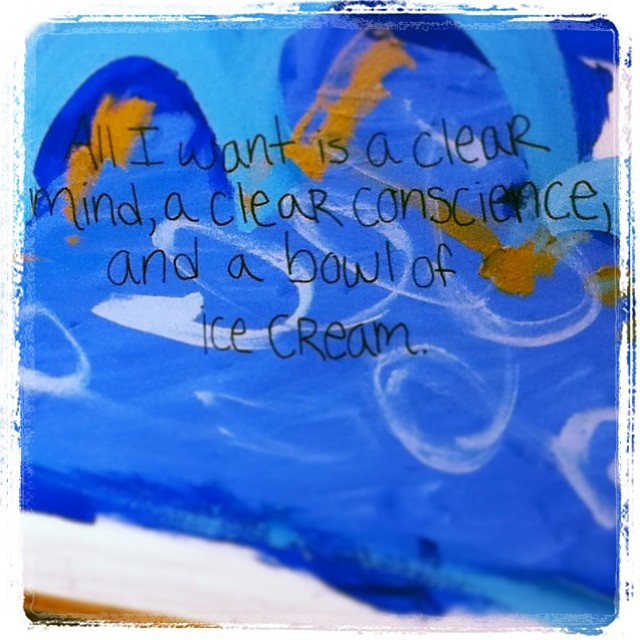 All I want is a clear
mind, a clear conscience,
and a bowl of
ice cream.